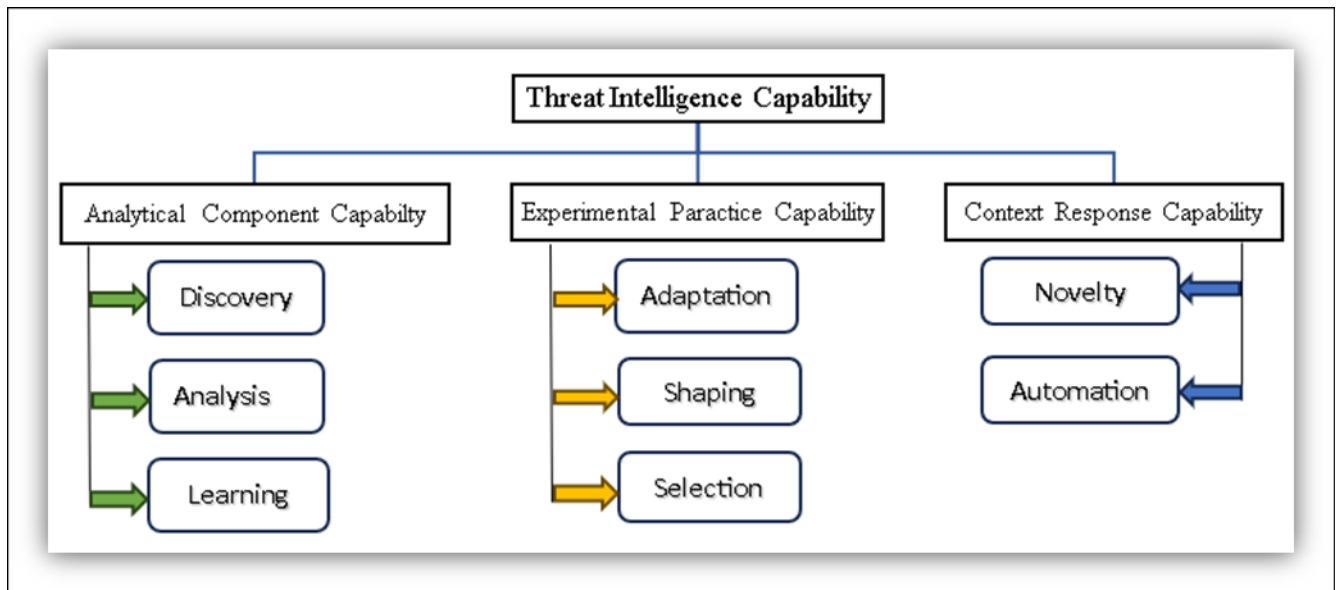 Threat Intelligence Capability
Analytical Component Capabilty
Experimental Paractice Capability
Context Response Capability
Discovery
Adaptation
Novelty
Analysis
Shaping
Automation
Learning
Selection